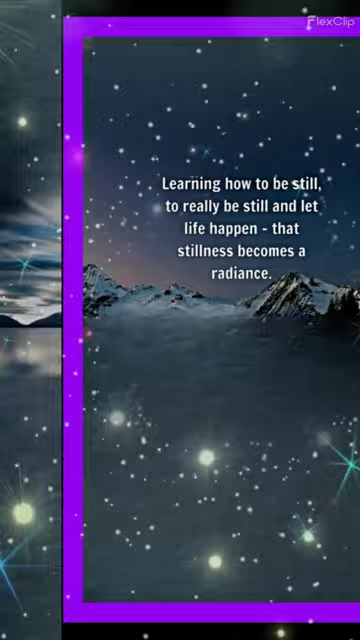 FlexClip
Learning how to be still,
to really be still and let
life happen - that
stillness becomes a
radiance.